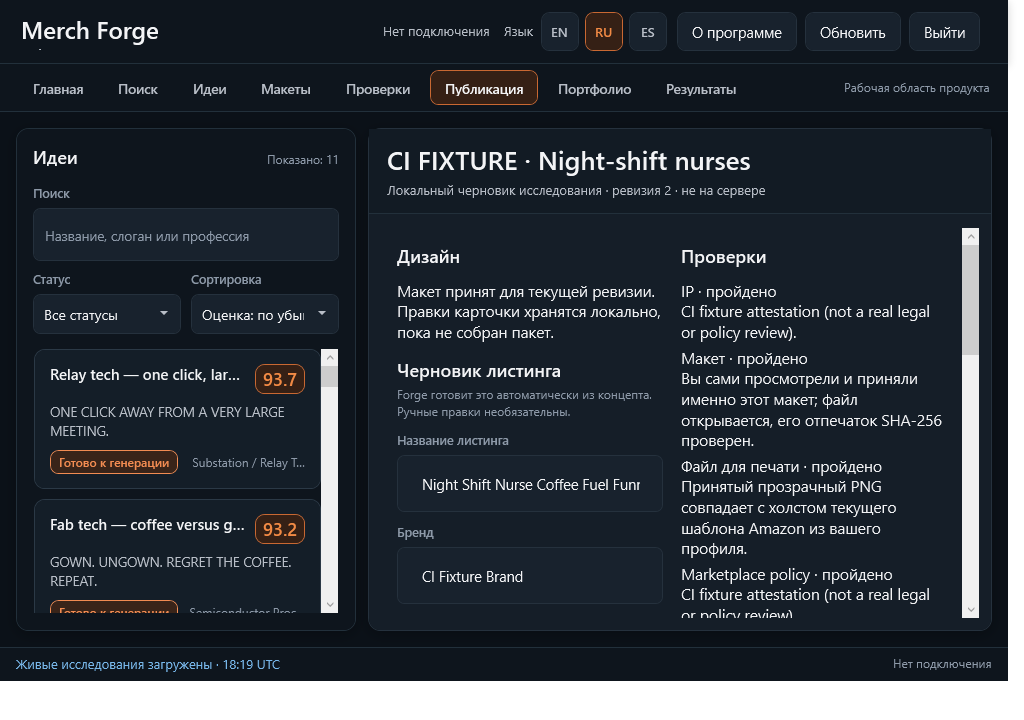 Merch Forge
Нет подключения
Язык
EN
RU
ES
О программе
Обновить
Выйти
Главная
Поиск
Идеи
Макеты
Проверки
Публикация
Портфолио
Результаты
Рабочая область продукта
Идеи
Показано: 11
Поиск
Название, слоган или профессия
Статус
Сортировка
Все статусы
Оценка: по убы
Relay tech — one click, lar...
93.7
ONE CLICK AWAY FROM A VERY LARGE
MEETING.
Готово к генерации
Substation / Relay T...
Fab tech — coffee versus g...
93.2
GOWN. UNGOWN. REGRET THE COFFEE.
REPEAT.
Готово к генерации
Semiconductor Proc...
CI FIXTURE · Night-shift nurses
Локальный черновик исследования · ревизия 2 · не на сервере
Дизайн
Макет принят для текущей ревизии.
Правки карточки хранятся локально,
пока не собран пакет.
Черновик листинга
Forge готовит это автоматически из концепта.
Ручные правки необязательны.
Название листинга
Night Shift Nurse Coffee Fuel Funr
Бренд
CI Fixture Brand
Проверки
IP · пройдено
CI fixture attestation (not a real legal
or policy review).
Макет · пройдено
Вы сами просмотрели и приняли
именно этот макет; файл
открывается, его отпечаток SHA-256
проверен.
Файл для печати · пройдено
Принятый прозрачный PNG
совпадает с холстом текущего
шаблона Amazon из вашего
профиля.
Marketplace policy · пройдено
CI fixture attestation (not a real legal
or policy review)
Живые исследования загружены · 18:19 UTC
Нет подключения